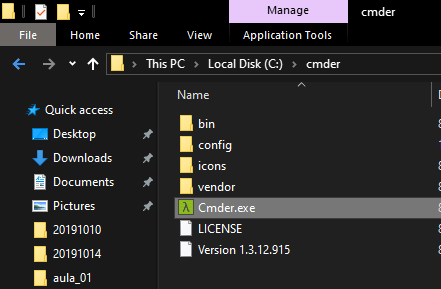 Manage
cmder
File
Home
Share
View
Application Tools
This PC > Local Disk (C:) > cmder
Name
Quick access
Desktop
Downloads
Documents
Pictures
20191010
20191014
aula_01
bin
config
icons
vendor
Cmder.exe
LICENSE
Version 1.3.12.915